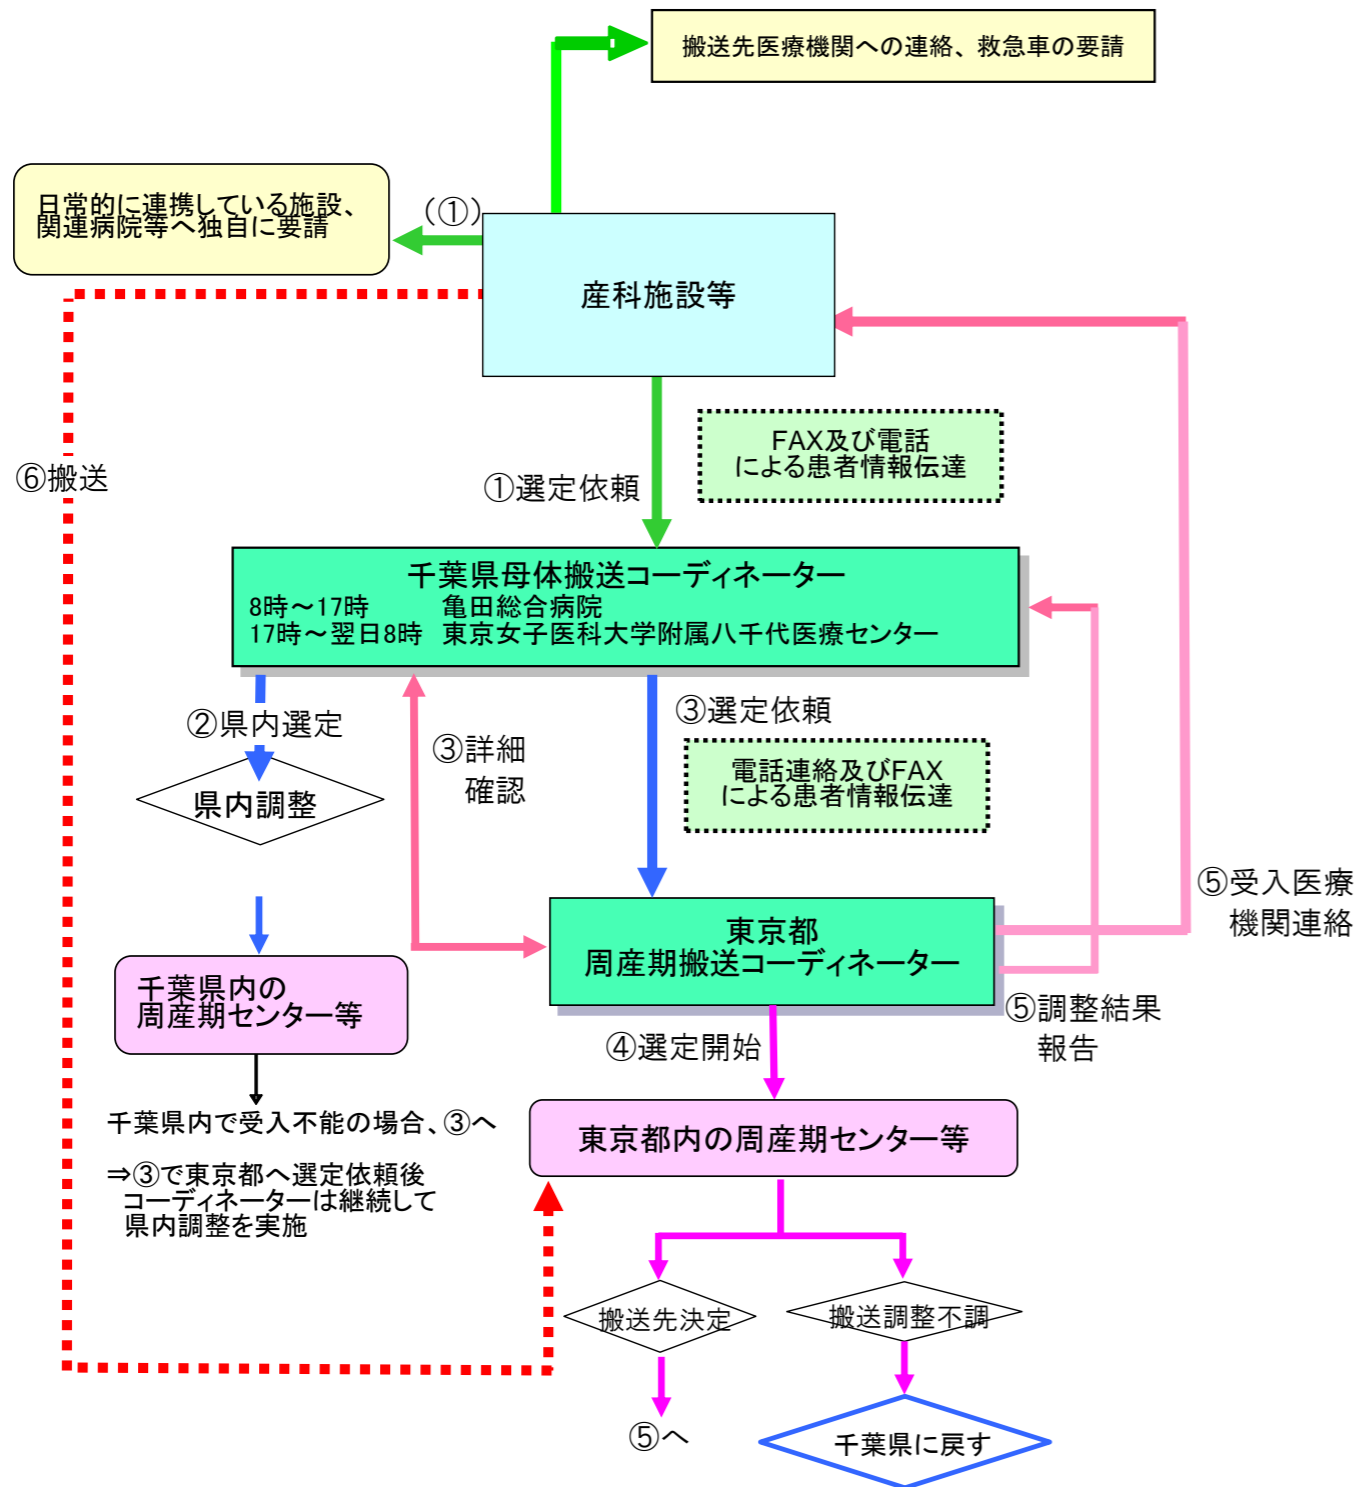 搬送先医療機関への連絡、救急車の要請
日常的に連携している施設、
関連病院等へ独自に要請
(①)
産科施設等
FAX及び電話
による患者情報伝達
⑥搬送
①選定依頼
千葉県母体搬送コーディネーター
8時～17時 亀田総合病院
17時～翌日8時 東京女子医科大学附属八千代医療センター
②県内選定
③選定依頼
③詳細
確認
電話連絡及びFAX
による患者情報伝達
県内調整
⑤受入医療
機関連絡
東京都
周産期搬送コーディネーター
千葉県内の
周産期センター等
⑤調整結果
報告
④選定開始
千葉県内で受入不能の場合、③へ
⇒③で東京都へ選定依頼後
コーディネーターは継続して
県内調整を実施
東京都内の周産期センター等
搬送先決定
搬送調整不調
⑤へ
千葉県に戻す